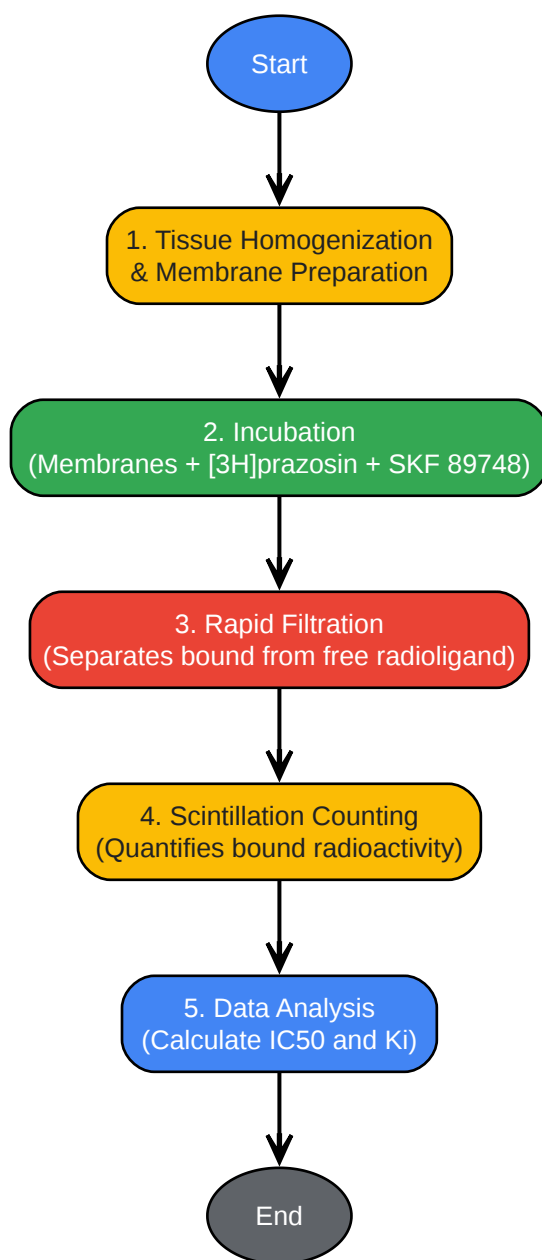 Start
1. Tissue Homogenization
& Membrane Preparation
2. Incubation
(Membranes + [3H]prazosin + SKF 89748)
3. Rapid Filtration
(Separates bound from free radioligand)
4. Scintillation Counting
(Quantifies bound radioactivity)
5. Data Analysis
(Calculate IC50 and Ki)
End